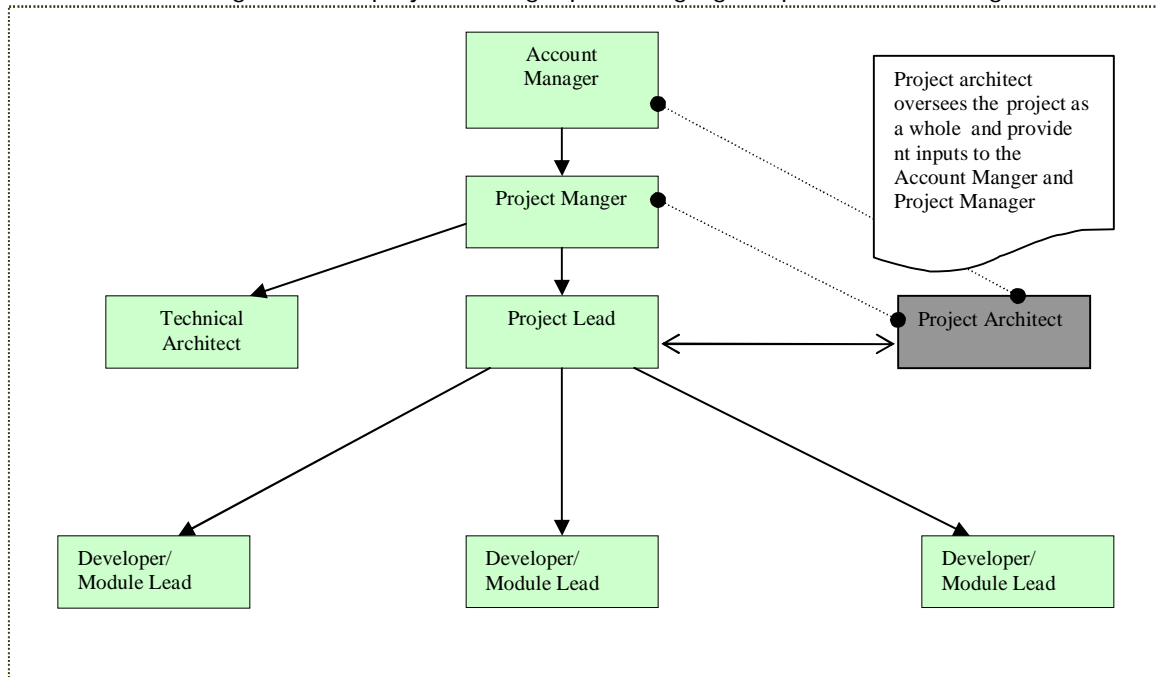 Account
Manager
Project architect
oversees the project as
a whole and provide
nt inputs to the
Account Manger and
Project Manager
Project Manger
Technical
Architect
Project Lead
Project Architect
Developer/
Module Lead
Developer/
Module Lead
Developer/
Module Lead